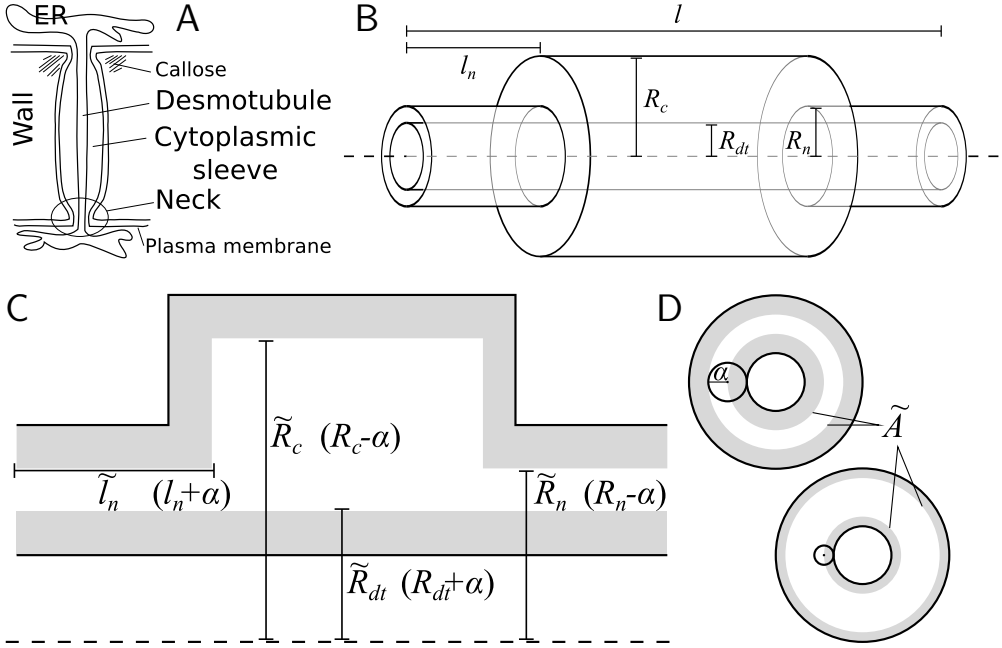 A
ER
Callose
Desmotubule
Wall
Cytoplasmic
sleeve
Neck
Plasma membrane
B
l
l_n
R_c
R_dt
R_n
C
R̃_c (R_c-α)
l̃_n (l_n+α)
R̃_n (R_n-α)
R̃_dt (R_dt+α)
D
α
Ã